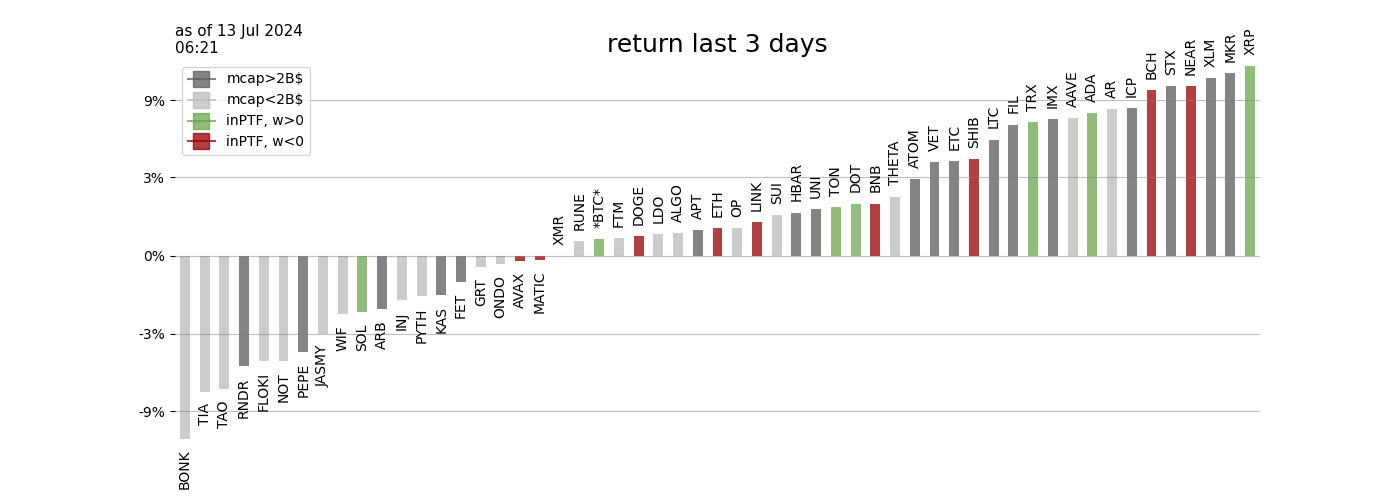 as of 13 Jul 2024
06:21
return last 3 days
mcap>2B$
mcap<2B$
inPTF, w>0
inPTF, w<0
9%
3%
0%
-3%
-9%
BONK
TIA
TAO
RNDR
FLOKI
NOT
PEPE
JASMY
WIF
SOL
ARB
INJ
PYTH
KAS
FET
GRT
ONDO
AVAX
MATIC
XMR
RUNE
*BTC*
FTM
DOGE
LDO
ALGO
APT
ETH
OP
LINK
SUI
HBAR
UNI
TON
DOT
BNB
THETA
ATOM
VET
ETC
SHIB
LTC
FIL
TRX
IMX
AAVE
ADA
AR
ICP
BCH
STX
NEAR
XLM
MKR
XRP